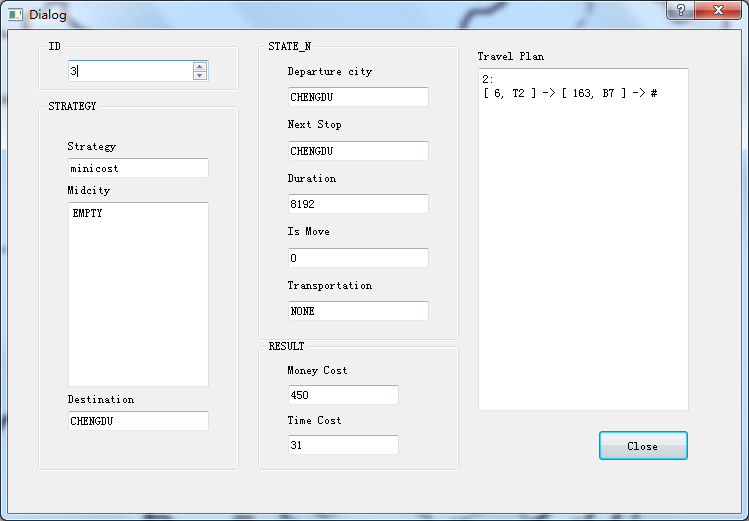 Dialog
ID
3
STRATEGY
Strategy
minicost
Midcity
EMPTY
Destination
CHENGDU
STATE_N
Departure city
CHENGDU
Next Stop
CHENGDU
Duration
8192
Is Move
0
Transportation
NONE
RESULT
Money Cost
450
Time Cost
31
Travel Plan
2:
[ 6, T2 ] -> [ 163, B7 ] -> #
Close